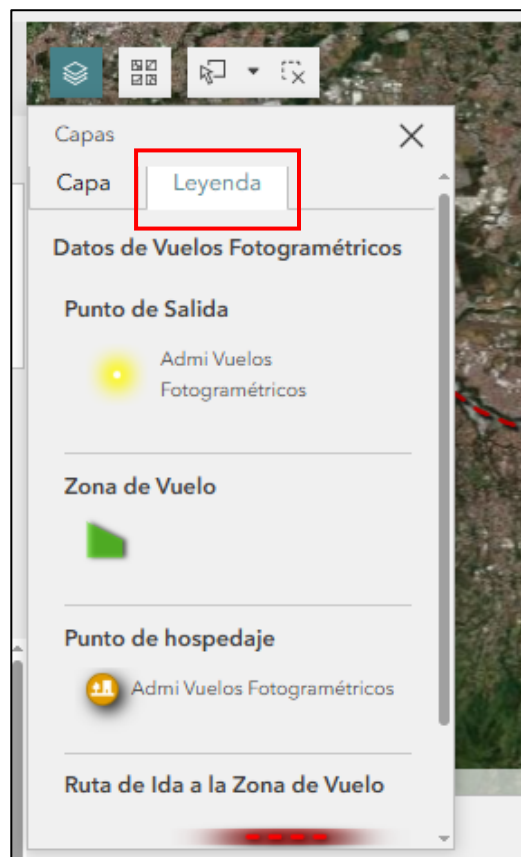 Capas
Capa
Leyenda
Datos de Vuelos Fotogramétricos
Punto de Salida
Admi Vuelos
Fotogramétricos
Zona de Vuelo
Punto de hospedaje
Admi Vuelos Fotogramétricos
Ruta de Ida a la Zona de Vuelo